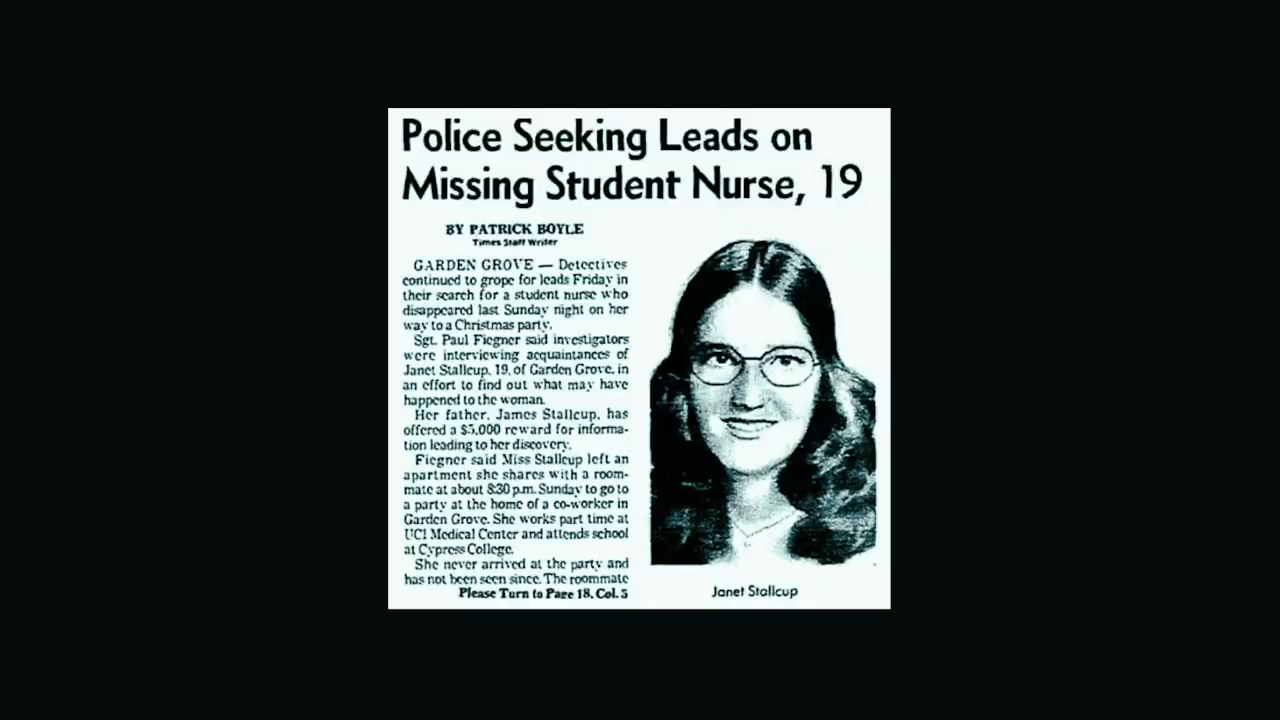 Police Seeking Leads on
Missing Student Nurse, 19
BY PATRICK BOYLE
Times Staff Writer
GARDEN GROVE — Detectives
continued to grope for leads Friday in
their search for a student nurse who
disappeared last Sunday night on her
way to a Christmas party.
Sgt. Paul Fiegner said investigators
were interviewing acquaintances of
Janet Stallcup, 19, of Garden Grove, in
an effort to find out what may have
happened to the woman.
Her father, James Stallcup, has
offered a $5,000 reward for informa-
tion leading to her discovery.
Fiegner said Miss Stallcup left an
apartment she shares with a room-
mate at about 8:30 p.m. Sunday to go to
a party at the home of a co-worker in
Garden Grove. She works part time at
UCI Medical Center and attends school
at Cypress College.
She never arrived at the party and
has not been seen since. The roommate
Please Turn to Page 18, Col. 5
Janet Stallcup